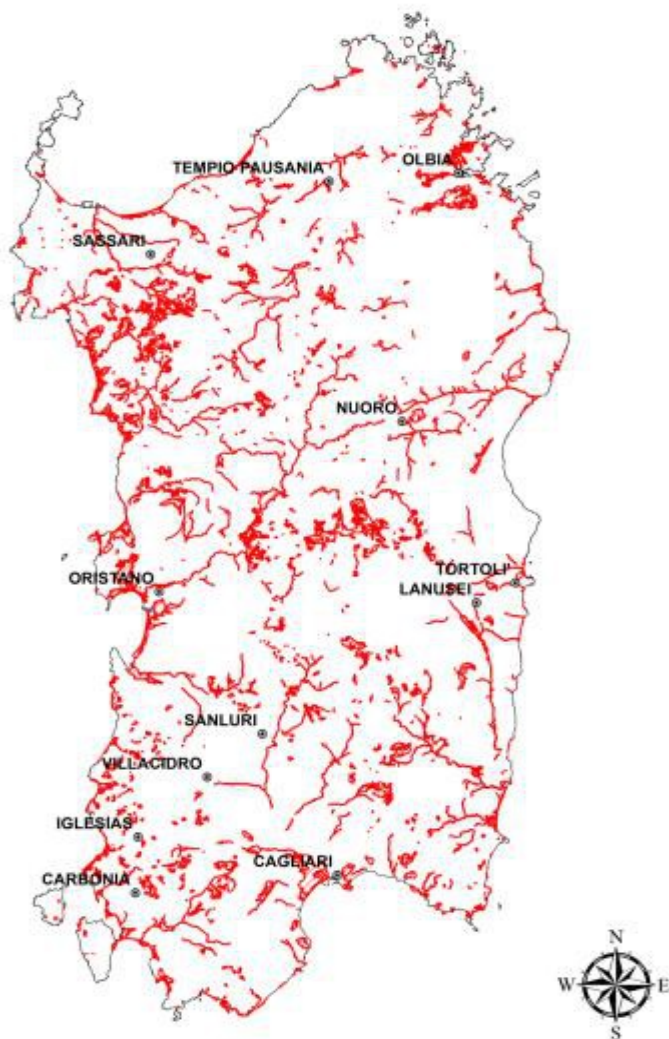 OLBIA
TEMPIO PAUSANIA
SASSARI
NUORO
TORTOLI'
ORISTANO
LANUSEI
SANLURI
VILLACIDRO
IGLESIAS
CAGLIARI
CARBONIA
N
W E
S